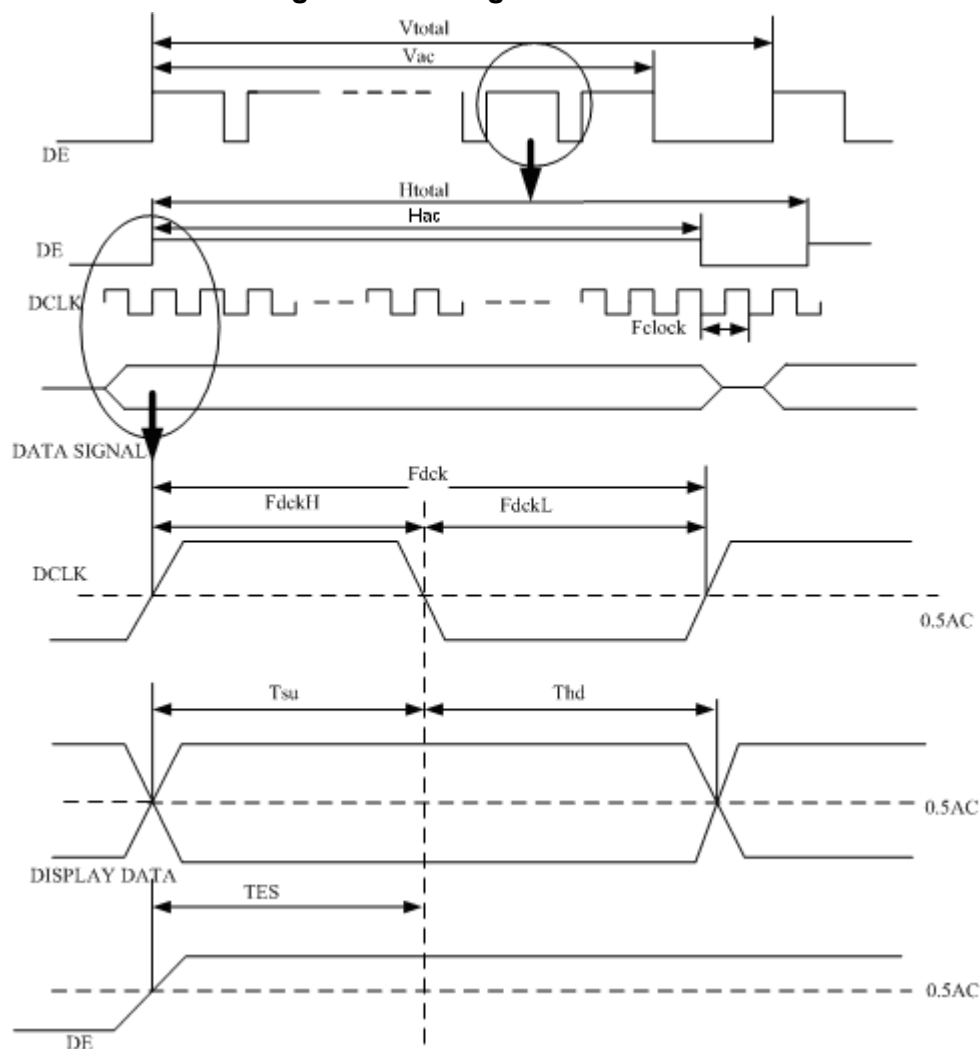 Vtotal
Vac
DE
Htotal
Hac
DE
DCLK
Fclock
DATA SIGNAL
Fdck
FdckH FdckL
DCLK
0.5AC
Tsu Thd
0.5AC
DISPLAY DATA
TES
0.5AC
DE